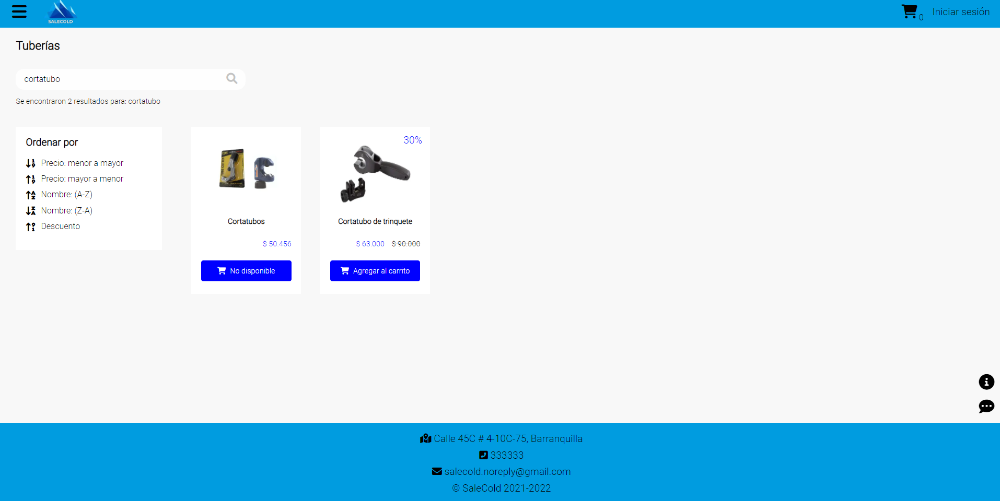 SALECOLD
0
Iniciar sesión
Tuberías
cortatubo
Se encontraron 2 resultados para: cortatubo
Ordenar por
Precio: menor a mayor
Precio: mayor a menor
Nombre: (A-Z)
Nombre: (Z-A)
Descuento
Cortatubos
$ 50.456
No disponible
30%
Cortatubo de trinquete
$ 63.000 $ 90.000
Agregar al carrito
Calle 45C # 4-10C-75, Barranquilla
333333
salecold.noreply@gmail.com
© SaleCold 2021-2022